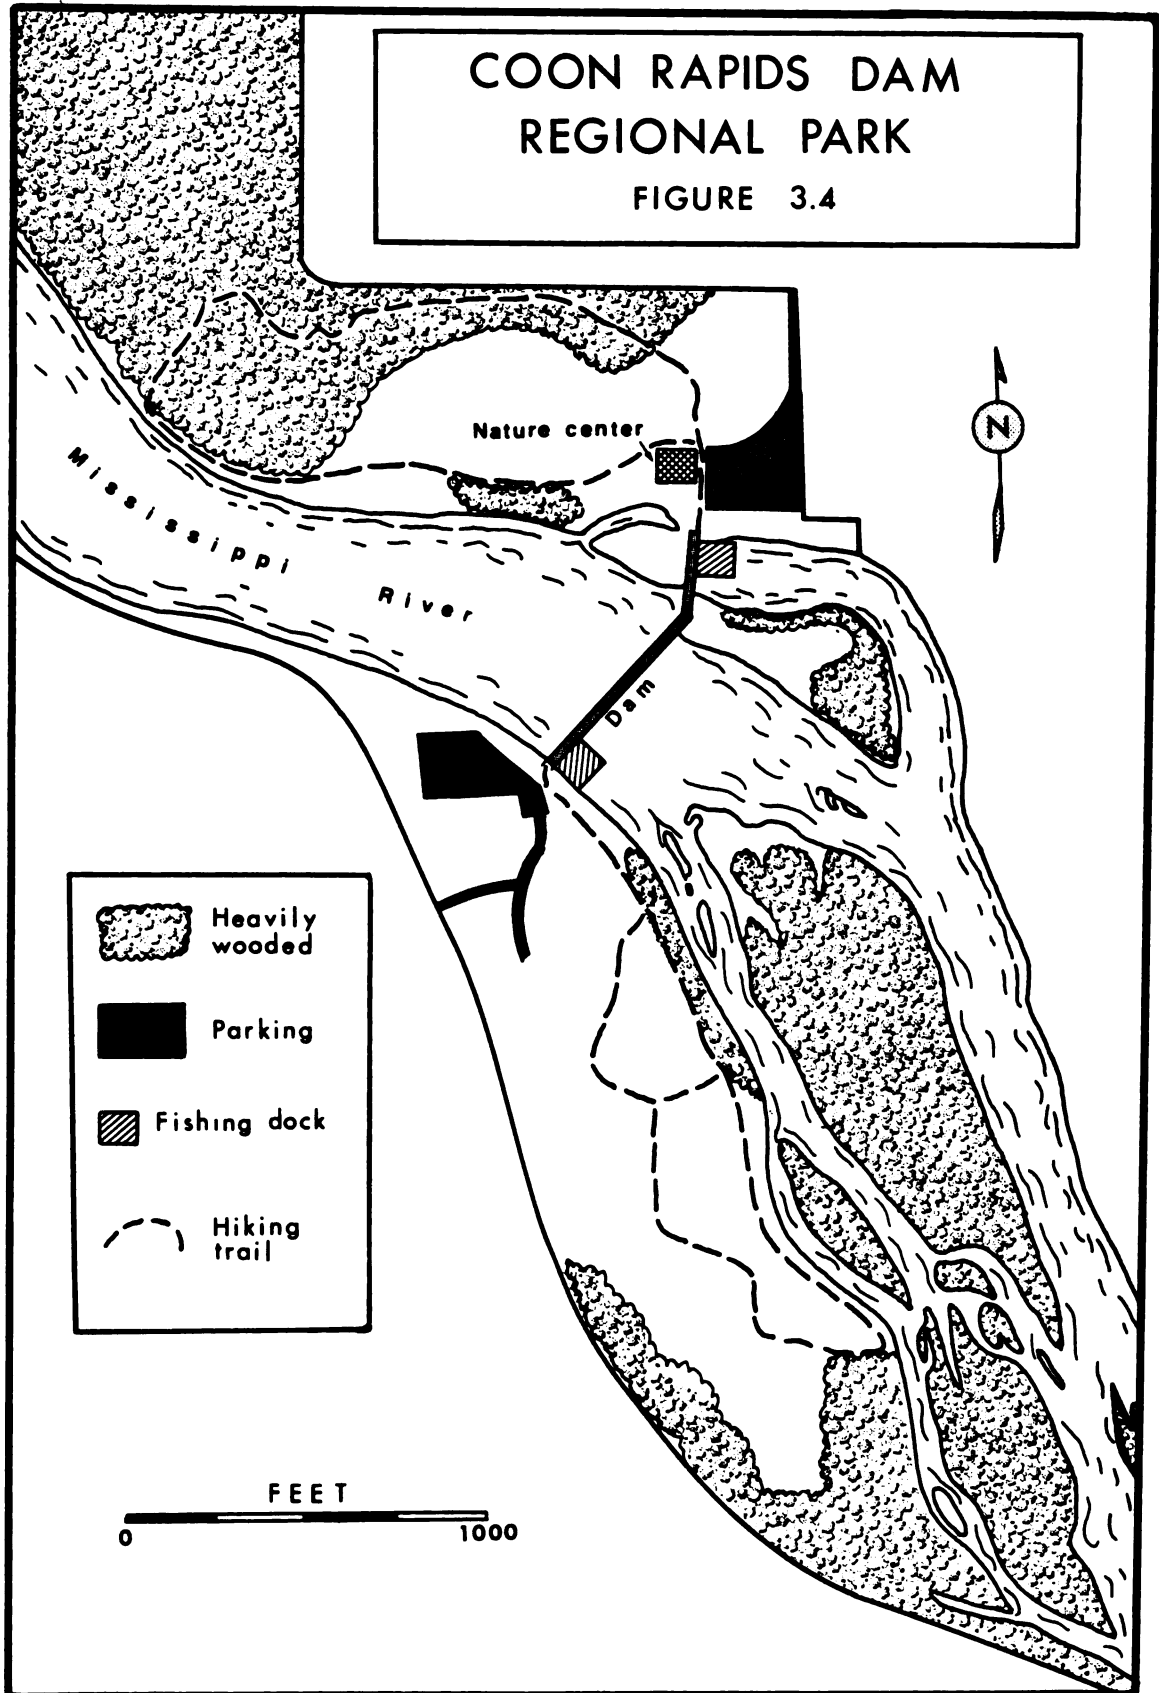 COON RAPIDS DAM
REGIONAL PARK
FIGURE 3.4
Nature center
Mississippi
River
N
Dam
Heavily
wooded
Parking
Fishing dock
Hiking
trail
FEET
0 1000